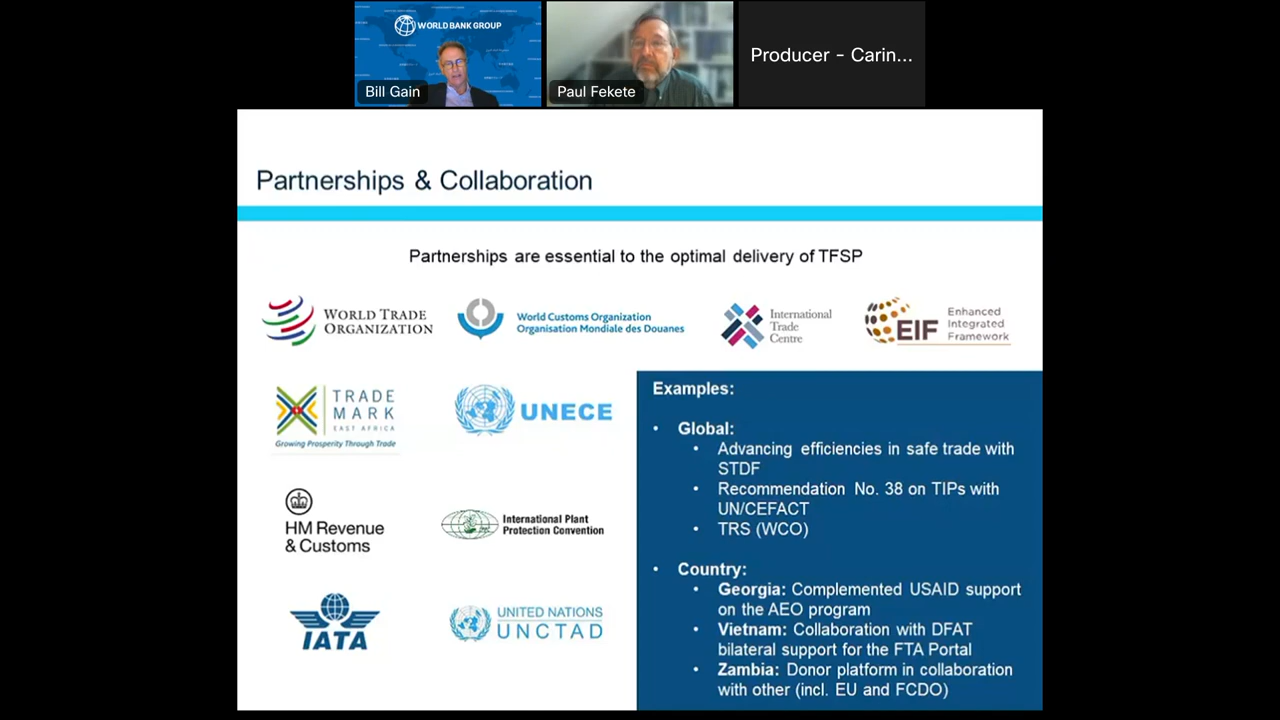 WORLD BANK GROUP
Bill Gain
Paul Fekete
Producer - Carin...
Partnerships & Collaboration
Partnerships are essential to the optimal delivery of TFSP
WORLD TRADE
ORGANIZATION
World Customs Organization
Organisation Mondiale des Douanes
International
Trade
Centre
EIF
Enhanced
Integrated
Framework
TRADE
MARK
EAST AFRICA
Growing Prosperity Through Trade
UNECE
HM Revenue
& Customs
International Plant
Protection Convention
IATA
UNITED NATIONS
UNCTAD
Examples:
• Global:
• Advancing efficiencies in safe trade with
STDF
• Recommendation No. 38 on TIPs with
UN/CEFACT
• TRS (WCO)
• Country:
• Georgia: Complemented USAID support
on the AEO program
• Vietnam: Collaboration with DFAT
bilateral support for the FTA Portal
• Zambia: Donor platform in collaboration
with other (incl. EU and FCDO)